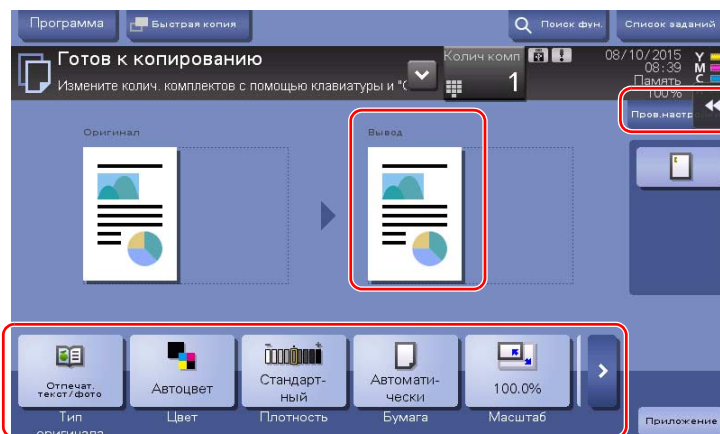 Программа
Быстрая копия
Поиск фун.
Список заданий
Готов к копированию
Измените колич. комплектов с помощью клавиатуры и "С
Колич комп
1
08/10/2015
08:39
Память
100%
Y
M
C
Пров.настр
Оригинал
Вывод
Отпечат.
текст/фото
Автоцвет
Стандарт-
ный
Автомати-
чески
100.0%
Тип
оригинала
Цвет
Плотность
Бумага
Масштаб
Приложение